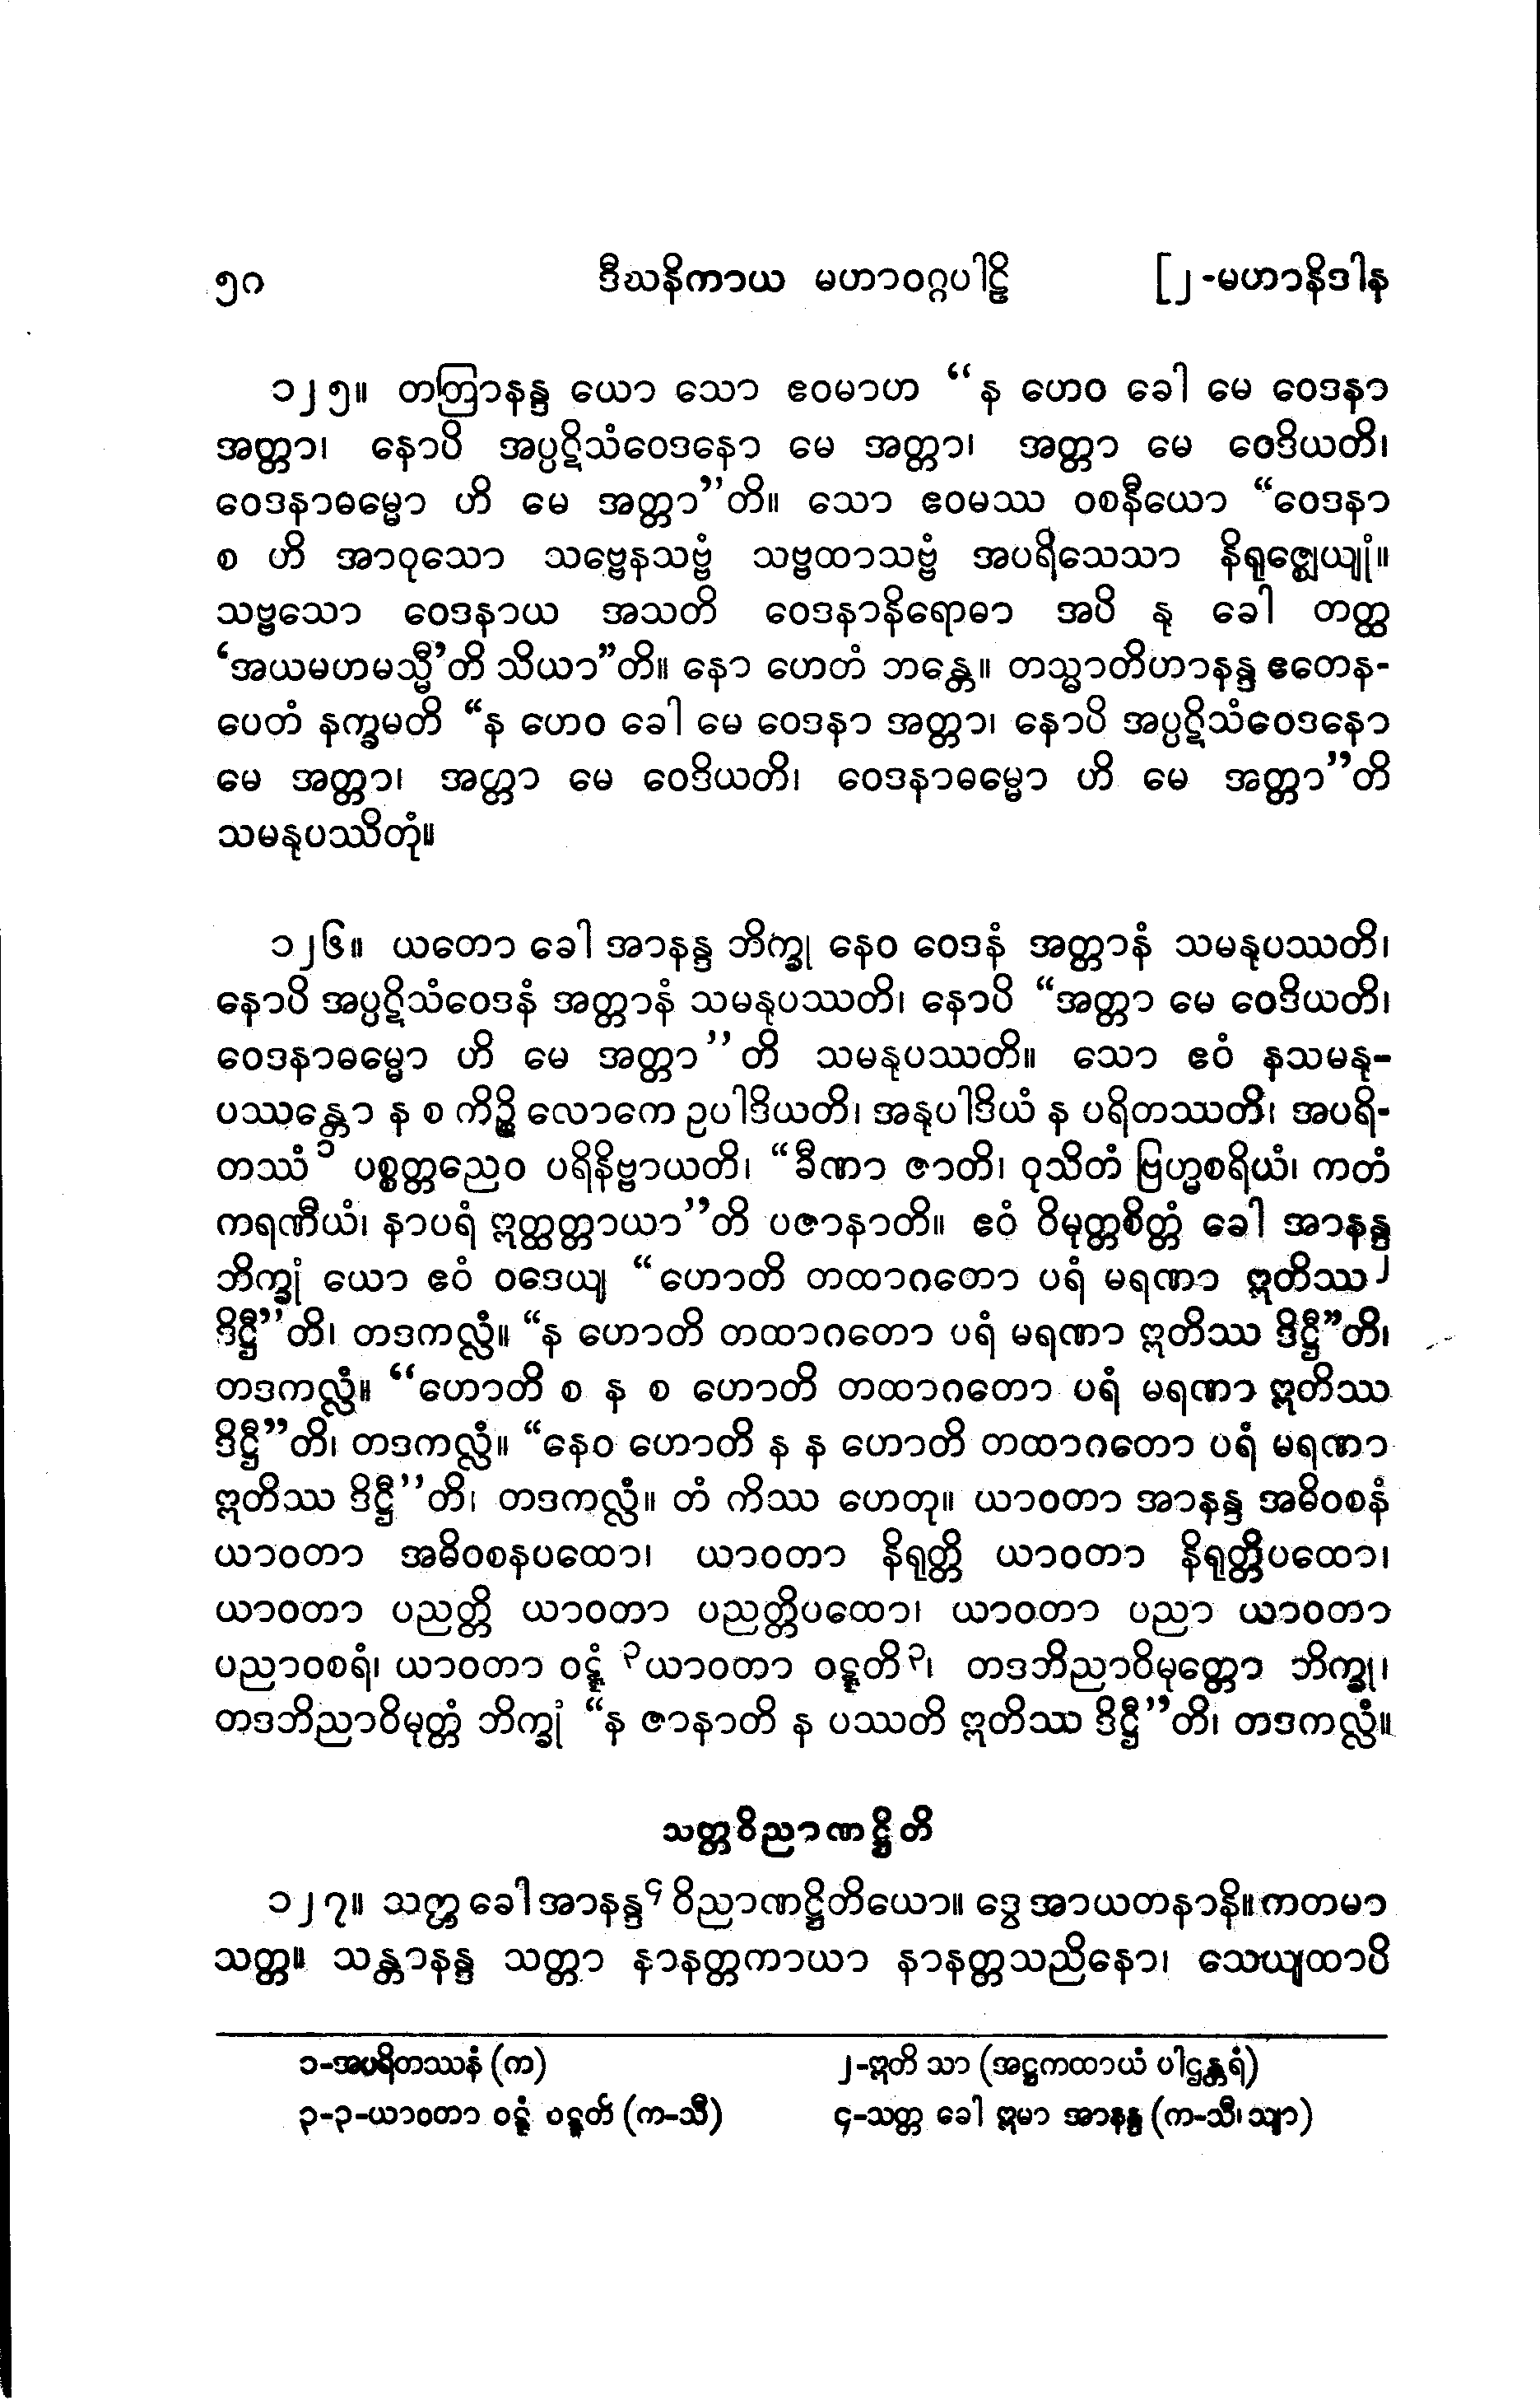 ၅၀ ဒီဃနိကာယ မဟာဝဂ္ဂပါဠိ [၂-မဟာနိဒါန
၁၂၅။ တတြာနန္ဒ ယော သော ဧဝမာဟ “န ဟေဝ ခေါ မေ ဝေဒနာ
အတ္တာ၊ နောပိ အပ္ပဋိသံဝေဒနော မေ အတ္တာ၊ အတ္တာ မေ ဝေဒိယတိ၊
ဝေဒနာဓမ္မော ဟိ မေ အတ္တာ”တိ။ သော ဧဝမဿ ဝစနီယော “ဝေဒနာ
စ ဟိ အာဝုသော သဗ္ဗေနသဗ္ဗံ သဗ္ဗထာသဗ္ဗံ အပရိသေသာ နိရုဇ္ဈေယျုံ။
သဗ္ဗသော ဝေဒနာယ အသတိ ဝေဒနာနိရောဓာ အပိ နု ခေါ တတ္ထ
‘အယမဟမသ္မီ’တိ သိယာ”တိ။ နော ဟေတံ ဘန္တေ။ တသ္မာတိဟာနန္ဒ ဧတေန-
ပေတံ နက္ခမတိ “န ဟေဝ ခေါ မေ ဝေဒနာ အတ္တာ၊ နောပိ အပ္ပဋိသံဝေဒနော
မေ အတ္တာ၊ အတ္တာ မေ ဝေဒိယတိ၊ ဝေဒနာဓမ္မော ဟိ မေ အတ္တာ”တိ
သမနုပဿိတုံ။
၁၂၆။ ယတော ခေါ အာနန္ဒ ဘိက္ခု နေဝ ဝေဒနံ အတ္တာနံ သမနုပဿတိ၊
နောပိ အပ္ပဋိသံဝေဒနံ အတ္တာနံ သမနုပဿတိ၊ နောပိ “အတ္တာ မေ ဝေဒိယတိ၊
ဝေဒနာဓမ္မော ဟိ မေ အတ္တာ”တိ သမနုပဿတိ။ သော ဧဝံ နသမနု-
ပဿန္တော န စ ကိဉ္စိ လောကေ ဥပါဒိယတိ၊ အနုပါဒိယံ န ပရိတဿတိ၊ အပရိ-
တဿံ၁ ပစ္စတ္တညေဝ ပရိနိဗ္ဗာယတိ၊ “ခီဏာ ဇာတိ၊ ဝုသိတံ ဗြဟ္မစရိယံ၊ ကတံ
ကရဏီယံ၊ နာပရံ ဣတ္ထတ္တာယာ”တိ ပဇာနာတိ။ ဧဝံ ဝိမုတ္တစိတ္တံ ခေါ အာနန္ဒ
ဘိက္ခုံ ယော ဧဝံ ဝဒေယျ “ဟောတိ တထာဂတော ပရံ မရဏာ ဣတိဿ၂
ဒိဋ္ဌီ”တိ၊ တဒကလ္လံ။ “န ဟောတိ တထာဂတော ပရံ မရဏာ ဣတိဿ ဒိဋ္ဌီ”တိ၊
တဒကလ္လံ။ “ဟောတိ စ န စ ဟောတိ တထာဂတော ပရံ မရဏာ ဣတိဿ
ဒိဋ္ဌီ”တိ၊ တဒကလ္လံ။ “နေဝ ဟောတိ န န ဟောတိ တထာဂတော ပရံ မရဏာ
ဣတိဿ ဒိဋ္ဌီ”တိ၊ တဒကလ္လံ။ တံ ကိဿ ဟေတု။ ယာဝတာ အာနန္ဒ အဓိဝစနံ
ယာဝတာ အဓိဝစနပထော၊ ယာဝတာ နိရုတ္တိ ယာဝတာ နိရုတ္တိပထော၊
ယာဝတာ ပညတ္တိ ယာဝတာ ပညတ္တိပထော၊ ယာဝတာ ပညာ ယာဝတာ
ပညာဝစရံ၊ ယာဝတာ ဝဋ္ဋံ ၃ယာဝတာ ဝဋ္ဋတိ၃၊ တဒဘိညာဝိမုတ္တော ဘိက္ခု၊
တဒဘိညာဝိမုတ္တံ ဘိက္ခုံ “န ဇာနာတိ န ပဿတိ ဣတိဿ ဒိဋ္ဌီ”တိ၊ တဒကလ္လံ။
သတ္တဝိညာဏဋ္ဌိတိ
၁၂၇။ သတ္တ ခေါ အာနန္ဒ၄ ဝိညာဏဋ္ဌိတိယော။ ဒွေ အာယတနာနိ။ ကတမာ
သတ္တ။ သန္တာနန္ဒ သတ္တာ နာနတ္တကာယာ နာနတ္တသညိနော၊ သေယျထာပိ
၁-အပရိတဿနံ (က) ၂-ဣတိ သာ (အဋ္ဌကထာယံ ပါဌန္တရံ)
၃-၃-ယာဝတာ ဝဋ္ဋံ ဝဋ္ဋတိ (က-သီ) ၄-သတ္တ ခေါ ဣမာ အာနန္ဒ (က-သီ၊ သျာ)